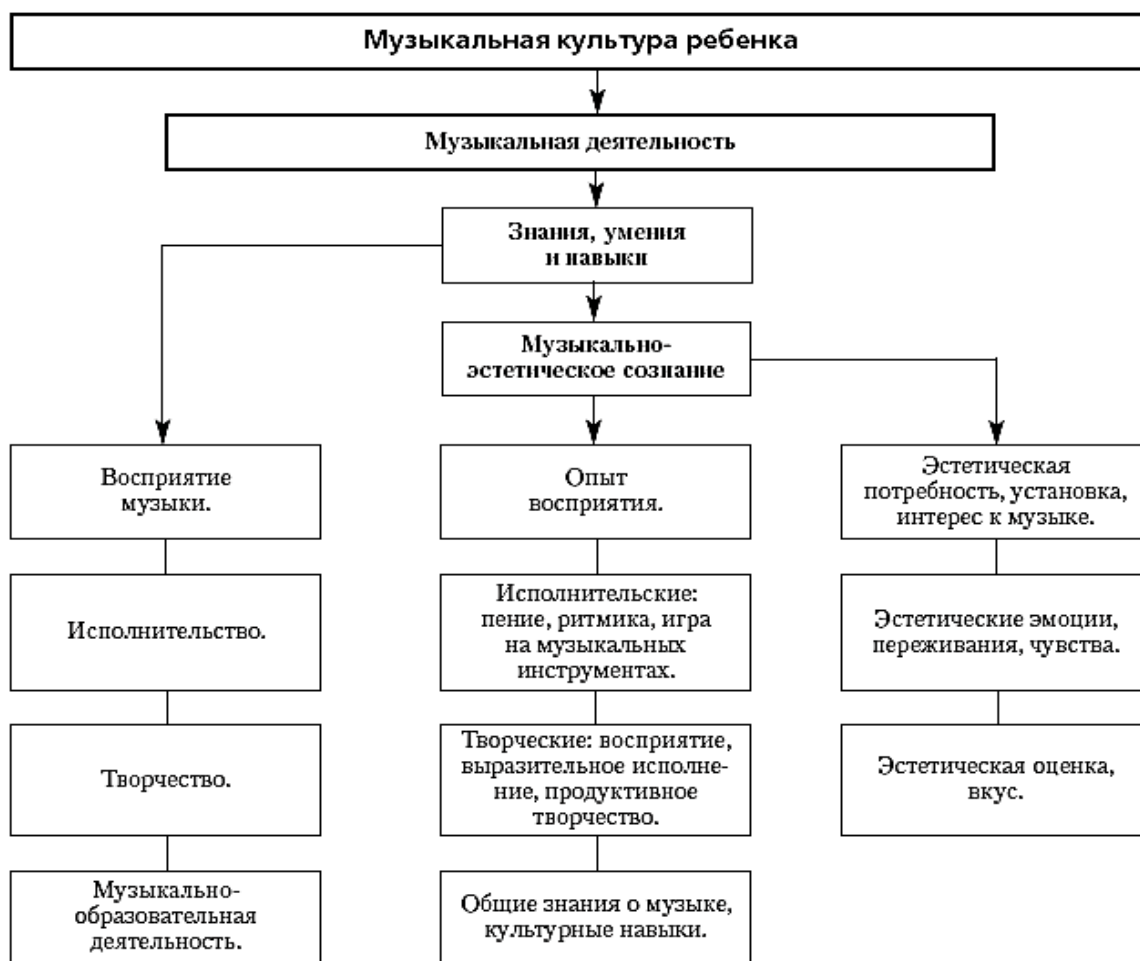 Музыкальная культура ребенка
Музыкальная деятельность
Знания, умения
и навыки
Музыкально-
эстетическое сознание
Восприятие
музыки.
Исполнительство.
Творчество.
Музыкально-
образовательная
деятельность.
Опыт
восприятия.
Исполнительские:
пение, ритмика, игра
на музыкальных
инструментах.
Творческие: восприятие,
выразительное исполне-
ние, продуктивное
творчество.
Общие знания о музыке,
культурные навыки.
Эстетическая
потребность, установка,
интерес к музыке.
Эстетические эмоции,
переживания, чувства.
Эстетическая оценка,
вкус.